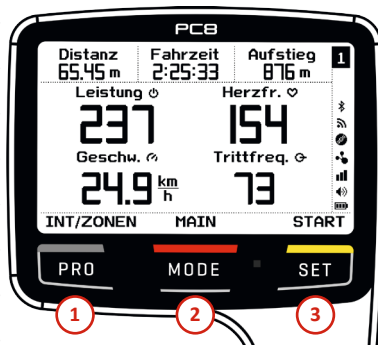 PC8
Distanz Fahrzeit Aufstieg 1
65.45 m 2:25:33 876 m
Leistung Herzfr.
237 154
Geschw. Trittfreq.
24.9 km/h 73
INT/ZONEN MAIN START
PRO MODE SET
1 2 3